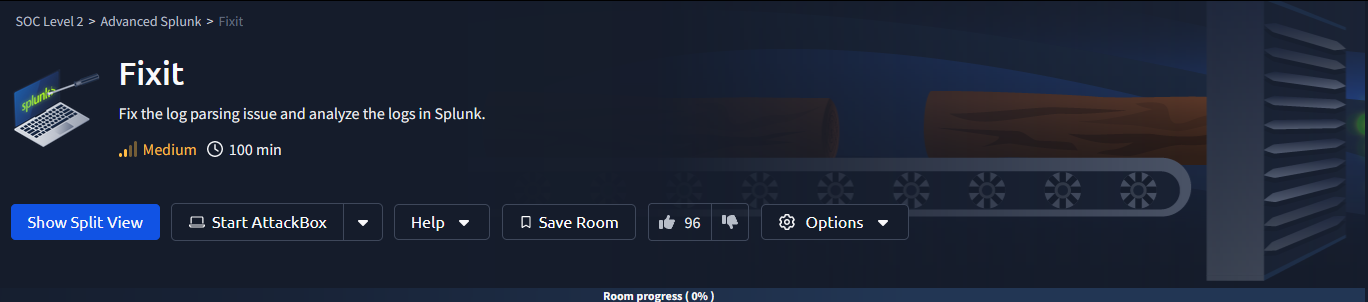 SOC Level 2 > Advanced Splunk > Fixit
Fixit
splunk>
Fix the log parsing issue and analyze the logs in Splunk.
Medium 100 min
Show Split View Start AttackBox Help Save Room 96 Options
Room progress ( 0% )